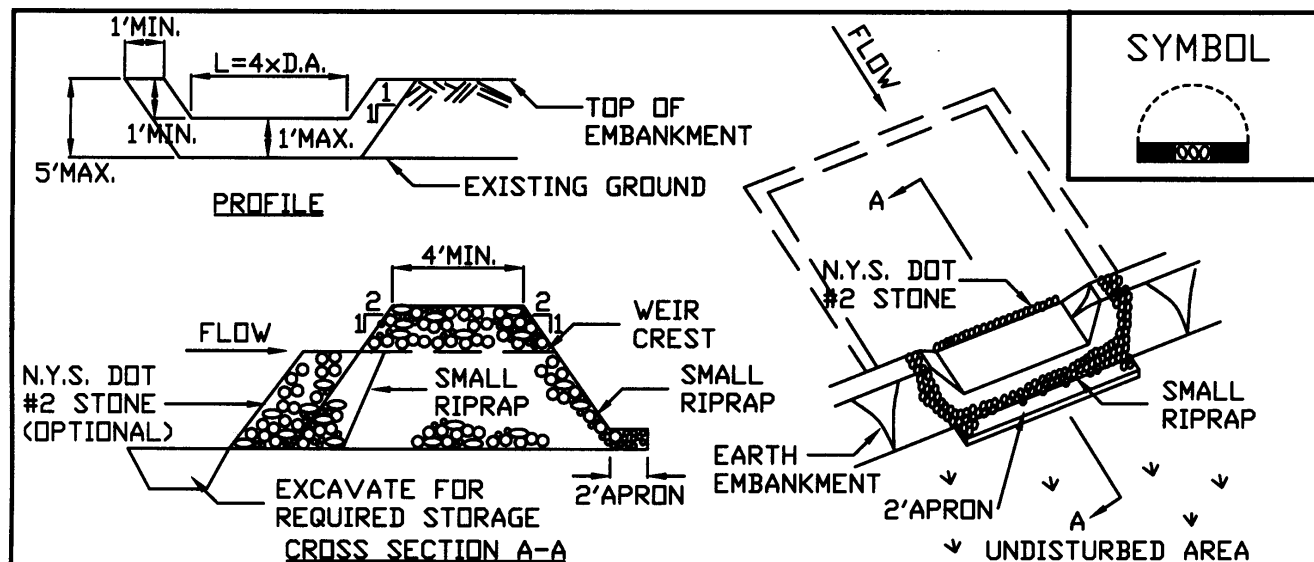 1'MIN.
L=4xD.A.
1
1
TOP OF
EMBANKMENT
1'MIN.
1'MAX.
5'MAX.
EXISTING GROUND
PROFILE
4'MIN.
2
1
2
1
FLOW
WEIR
CREST
N.Y.S. DOT
#2 STONE
(OPTIONAL)
SMALL
RIPRAP
SMALL
RIPRAP
EXCAVATE FOR
REQUIRED STORAGE
2'APRON
CROSS SECTION A-A
FLOW
A
N.Y.S. DOT
#2 STONE
SMALL
RIPRAP
EARTH
EMBANKMENT
2'APRON
A
UNDISTURBED AREA
SYMBOL